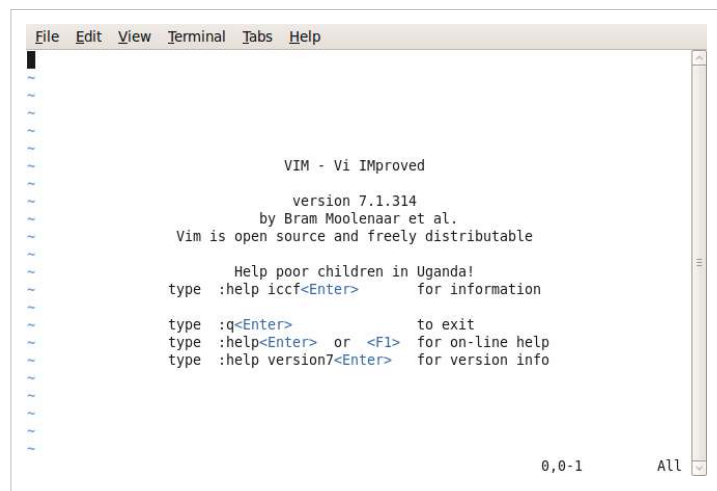 File Edit View Terminal Tabs Help
~
~
~
~
~
~ VIM - Vi IMproved
~
~ version 7.1.314
~ by Bram Moolenaar et al.
~ Vim is open source and freely distributable
~
~ Help poor children in Uganda!
~ type :help iccf<Enter> for information
~
~ type :q<Enter> to exit
~ type :help<Enter> or <F1> for on-line help
~ type :help version7<Enter> for version info
~
~
~
~
~
0,0-1 All